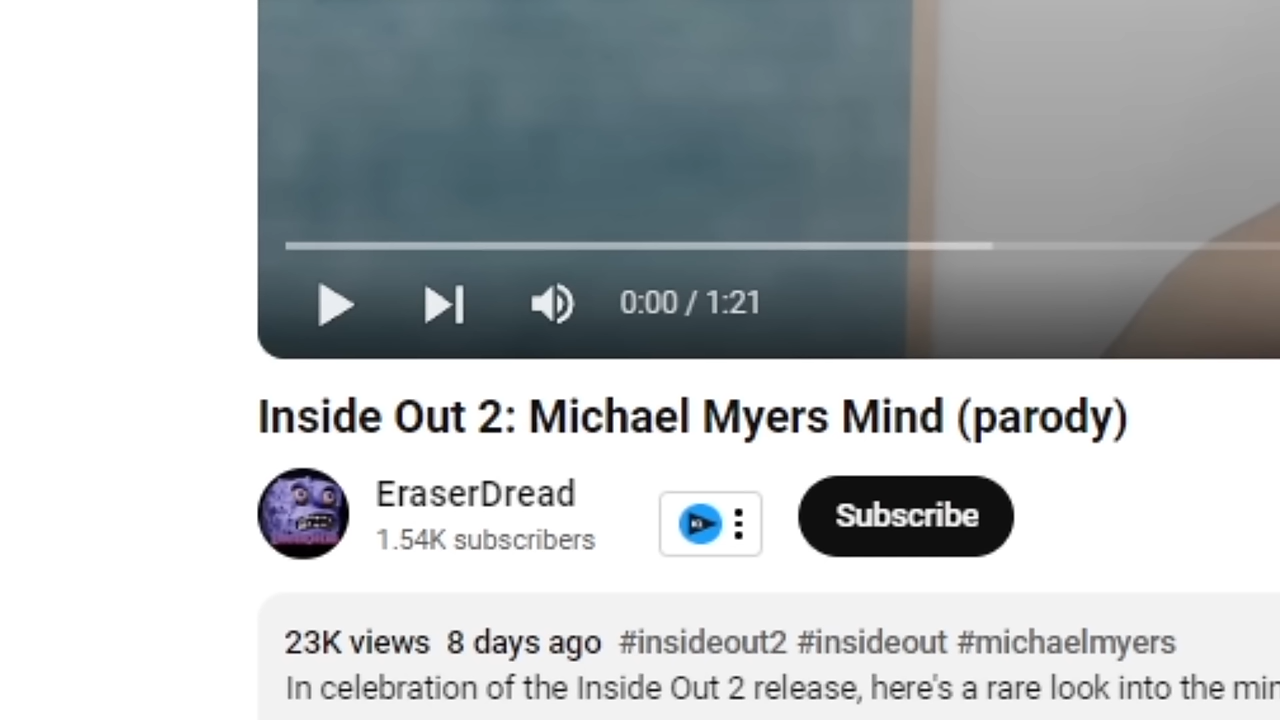 0:00 / 1:21
Inside Out 2: Michael Myers Mind (parody)
EraserDread
1.54K subscribers
Subscribe
23K views 8 days ago #insideout2 #insideout #michaelmyers
In celebration of the Inside Out 2 release, here's a rare look into the